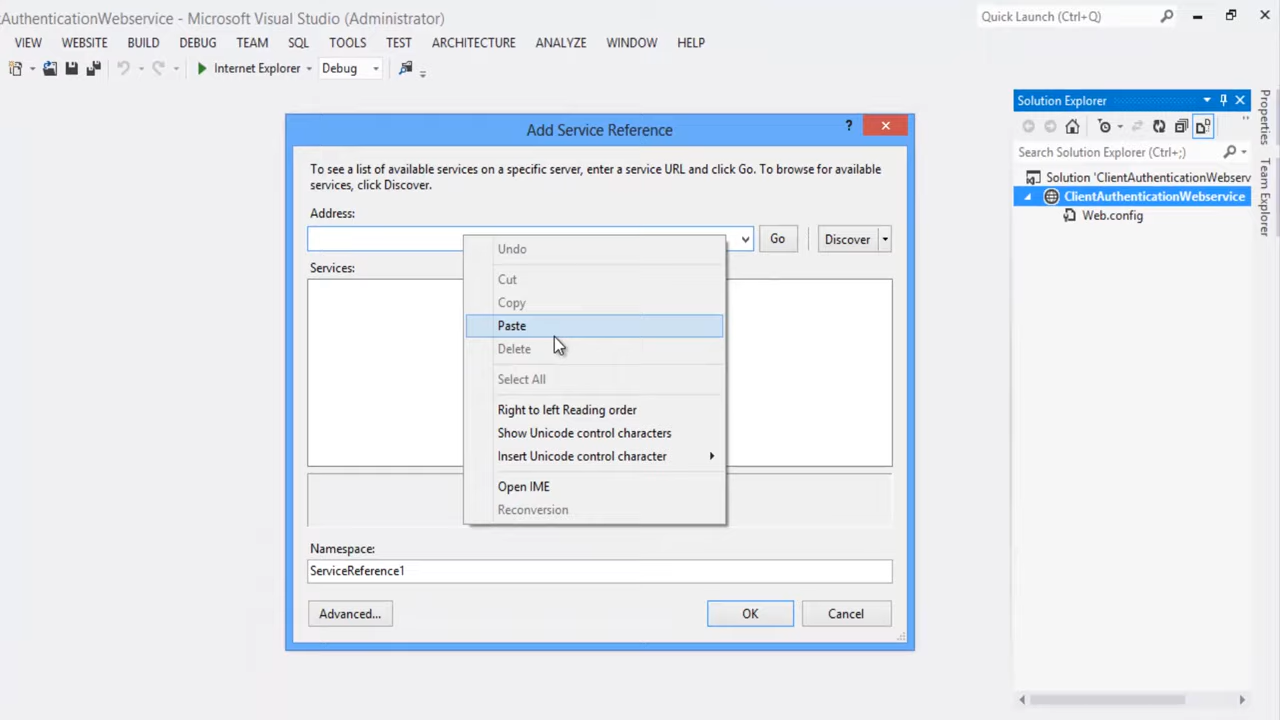 AuthenticationWebservice - Microsoft Visual Studio (Administrator)
Quick Launch (Ctrl+Q)
VIEW WEBSITE BUILD DEBUG TEAM SQL TOOLS TEST ARCHITECTURE ANALYZE WINDOW HELP
Internet Explorer Debug
Solution Explorer
Search Solution Explorer (Ctrl+;)
Solution 'ClientAuthenticationWebserv
ClientAuthenticationWebservice
Web.config
Properties
Team Explorer
Add Service Reference
?
To see a list of available services on a specific server, enter a service URL and click Go. To browse for available
services, click Discover.
Address:
Go
Discover
Services:
Undo
Cut
Copy
Paste
Delete
Select All
Right to left Reading order
Show Unicode control characters
Insert Unicode control character
Open IME
Reconversion
Namespace:
ServiceReference1
Advanced...
OK
Cancel